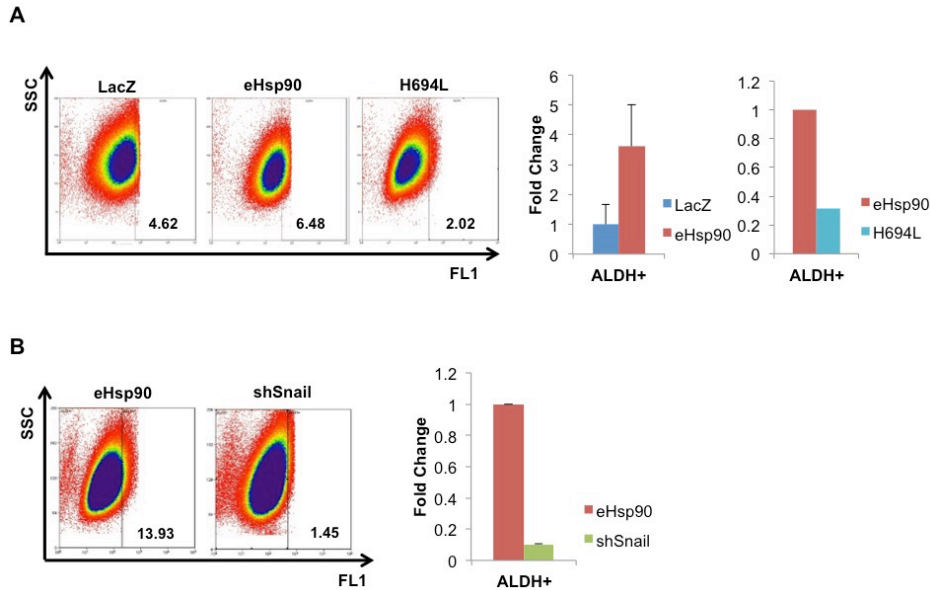 A
SSC
LacZ
4.62
eHsp90
6.48
H694L
2.02
FL1
Fold Change
6
5
4
3
2
1
0
ALDH+
LacZ
eHsp90
1.2
1
0.8
0.6
0.4
0.2
0
ALDH+
eHsp90
H694L
B
SSC
eHsp90
13.93
shSnail
1.45
FL1
Fold Change
1.2
1
0.8
0.6
0.4
0.2
0
ALDH+
eHsp90
shSnail